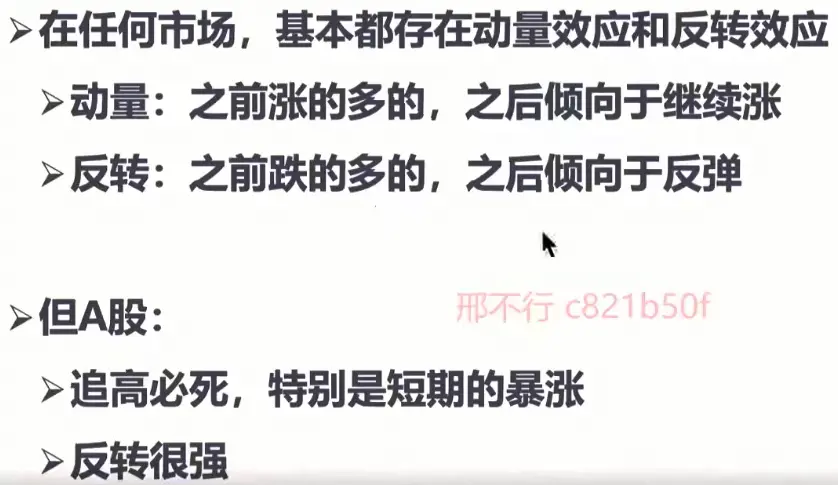 ➢在任何市场，基本都存在动量效应和反转效应
➢动量：之前涨的多的，之后倾向于继续涨
➢反转：之前跌的多的，之后倾向于反弹
邢不行 c821b50f
➢但A股：
➢追高必死，特别是短期的暴涨
➢反转很强